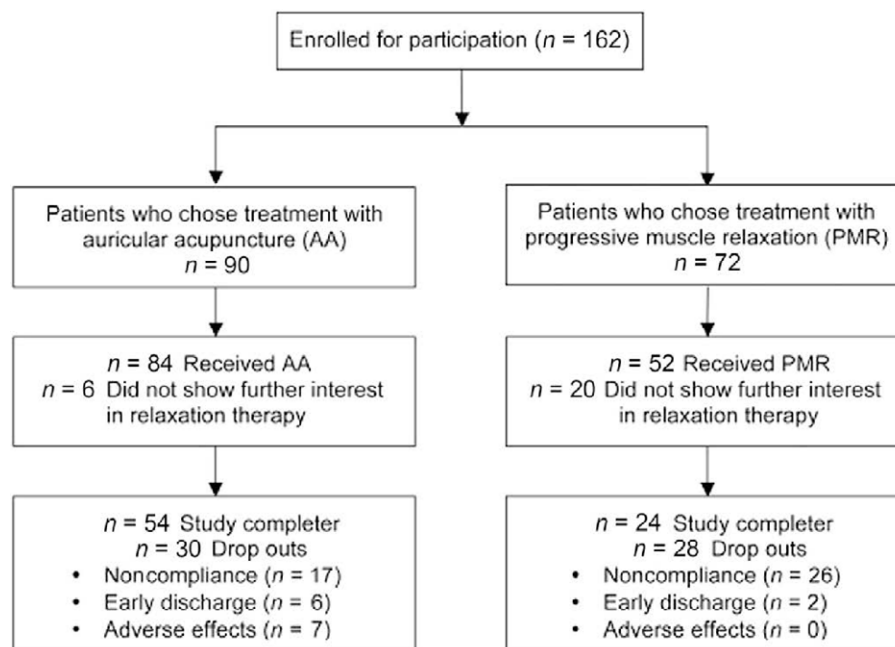 Enrolled for participation (n = 162)
Patients who chose treatment with
auricular acupuncture (AA)
n = 90
Patients who chose treatment with
progressive muscle relaxation (PMR)
n = 72
n = 84 Received AA
n = 6 Did not show further interest
in relaxation therapy
n = 52 Received PMR
n = 20 Did not show further interest
in relaxation therapy
n = 54 Study completer
n = 30 Drop outs
• Noncompliance (n = 17)
• Early discharge (n = 6)
• Adverse effects (n = 7)
n = 24 Study completer
n = 28 Drop outs
• Noncompliance (n = 26)
• Early discharge (n = 2)
• Adverse effects (n = 0)